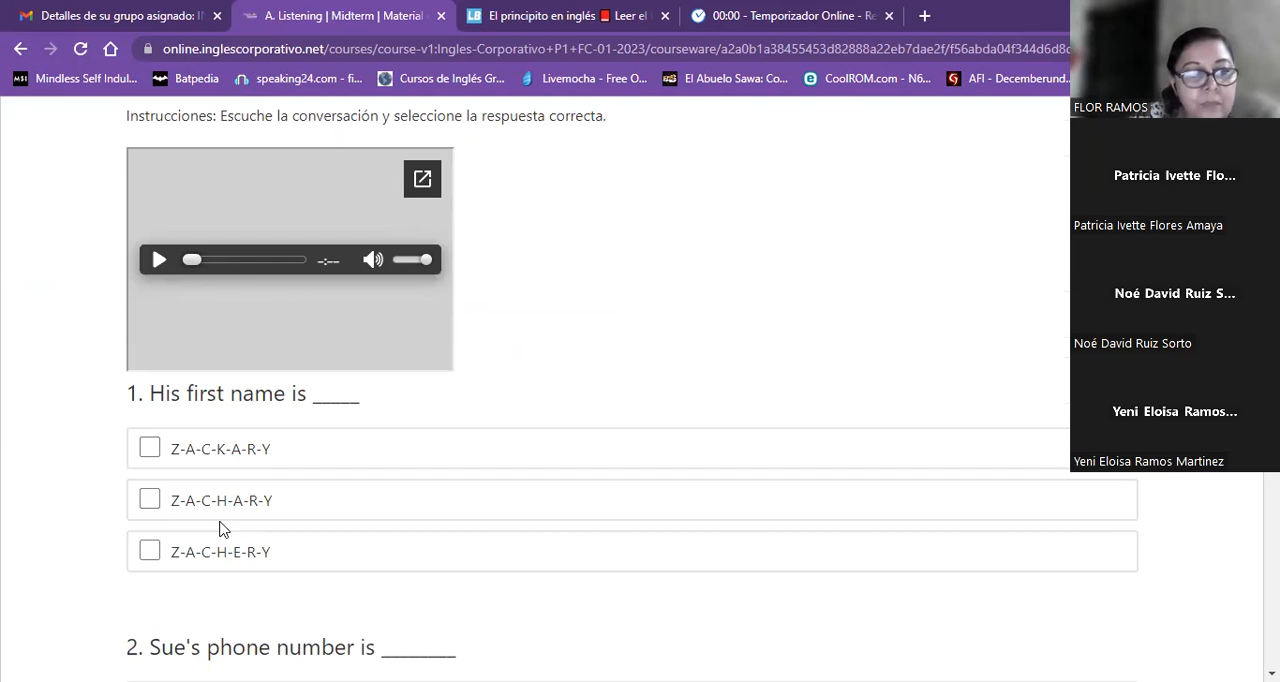 Detalles de su grupo asignado: I
A. Listening | Midterm | Material
El principito en inglés 📕 Leer el l
00:00 - Temporizador Online - Re
online.inglescorporativo.net/courses/course-v1:Ingles-Corporativo+P1+FC-01-2023/courseware/a2a0b1a38455453d82888a22eb7dae2f/f56abda04f344d6d8c
Mindless Self Indul...
Batpedia
speaking24.com - fi...
Cursos de Inglés Gr...
Livemocha - Free O...
El Abuelo Sawa: Co...
CoolROM.com - N6...
AFI - Decemberund...
FLOR RAMOS
Instrucciones: Escuche la conversación y seleccione la respuesta correcta.
-:--
1. His first name is _____
Z-A-C-K-A-R-Y
Z-A-C-H-A-R-Y
Z-A-C-H-E-R-Y
2. Sue's phone number is ________
Patricia Ivette Flo...
Patricia Ivette Flores Amaya
Noé David Ruiz S...
Noé David Ruiz Sorto
Yeni Eloisa Ramos...
Yeni Eloisa Ramos Martinez